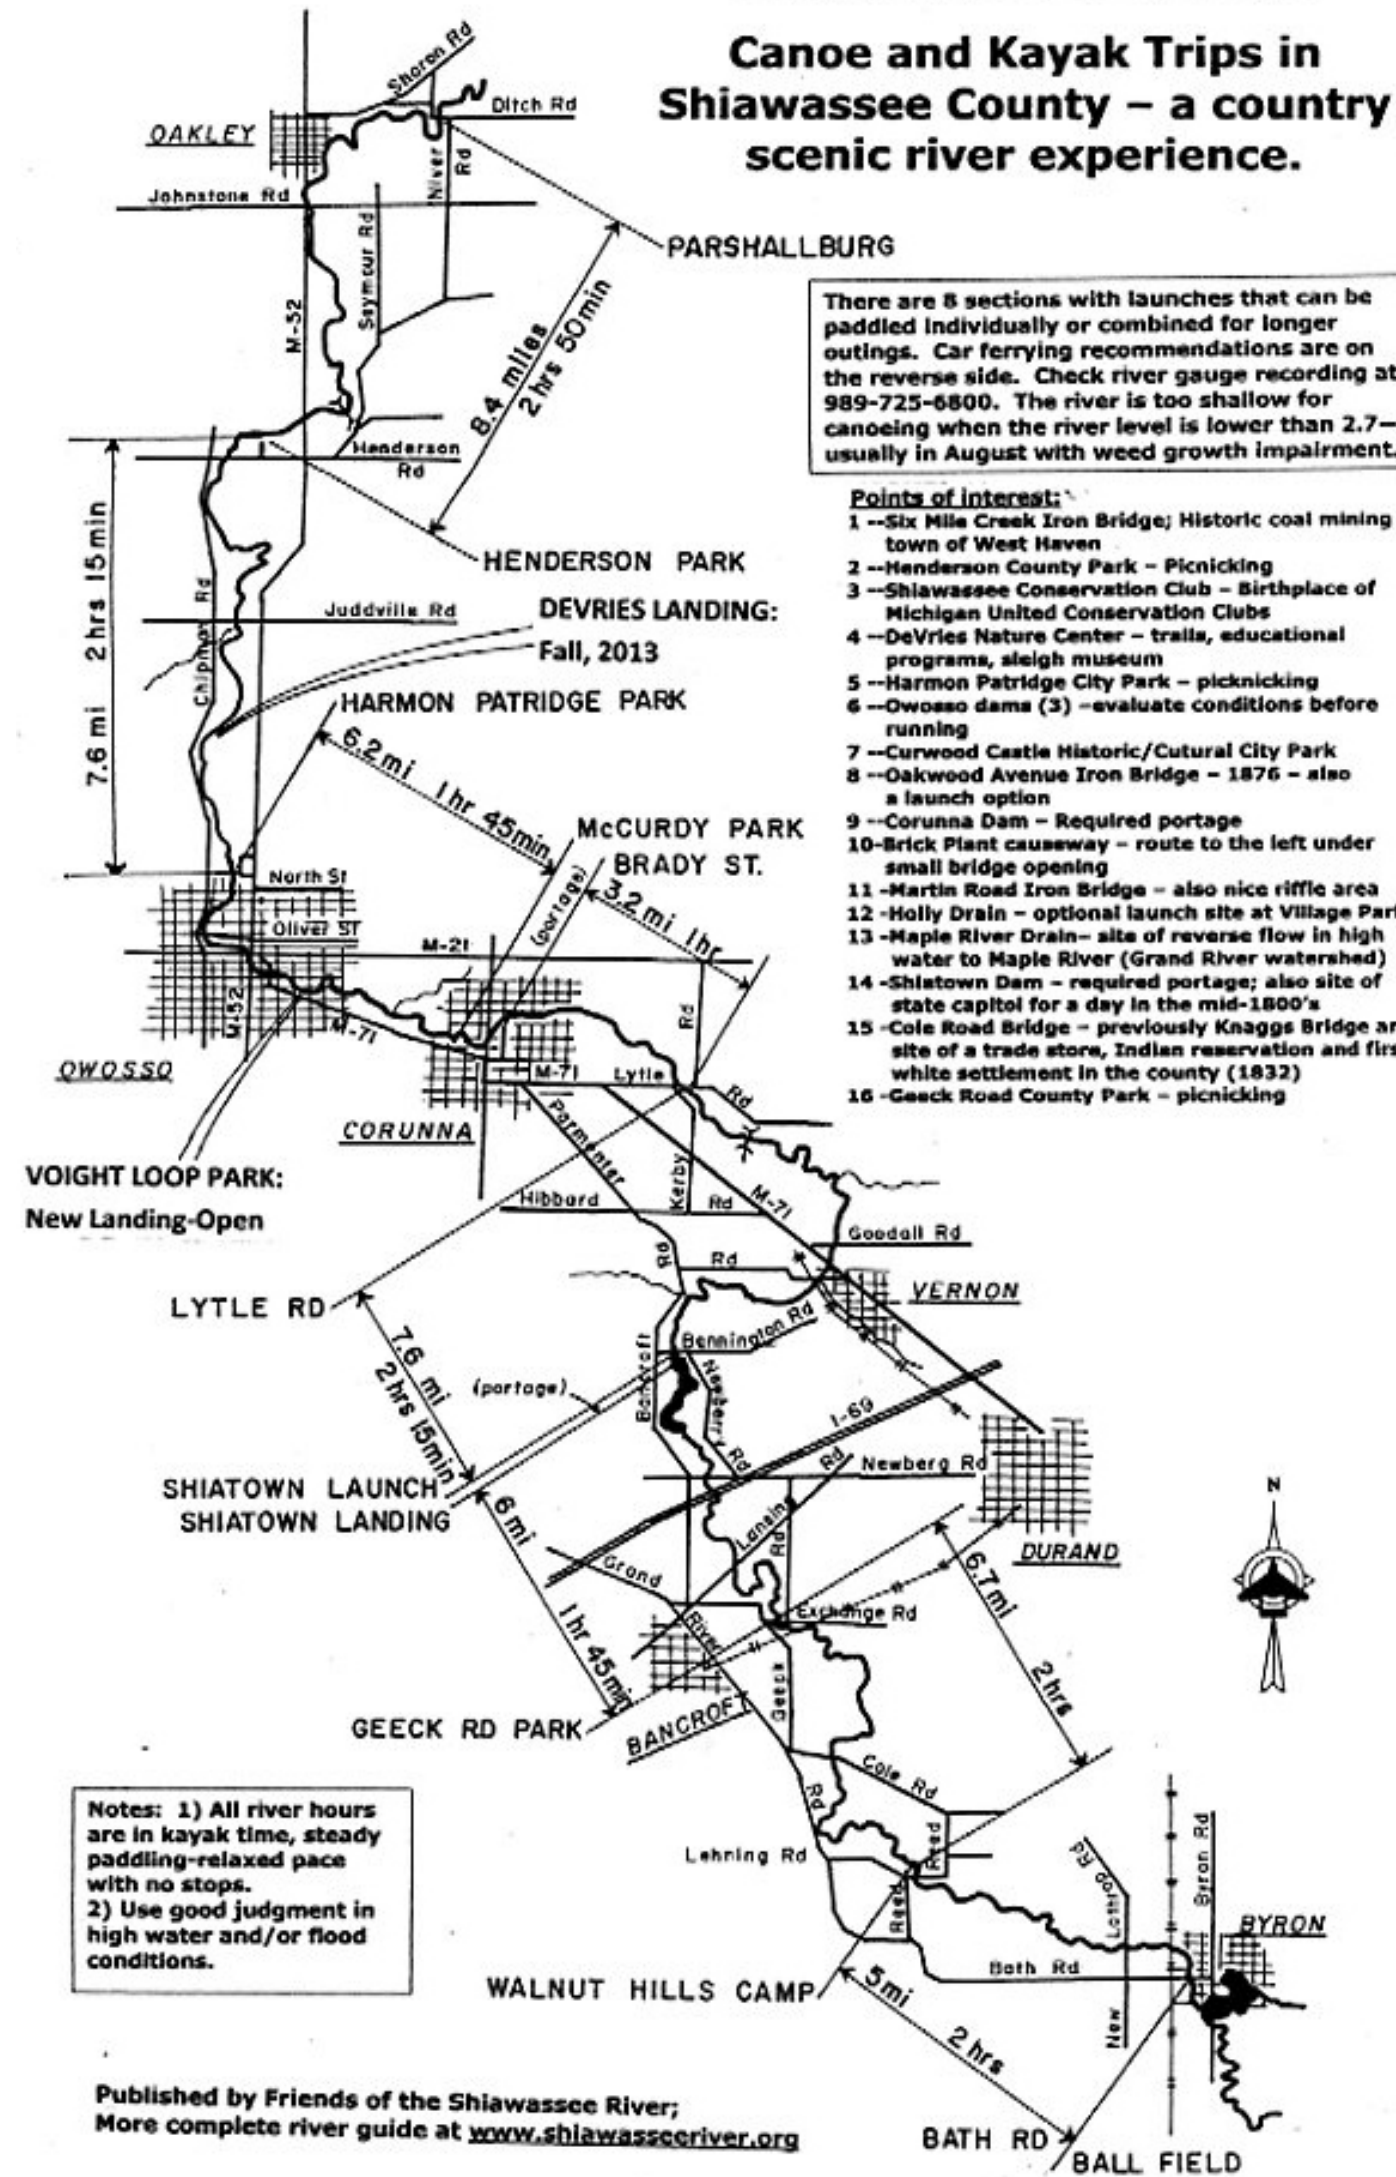 Canoe and Kayak Trips in
Shiawassee County – a country
scenic river experience.
Sharon Rd
Ditch Rd
OAKLEY
Niver Rd
Johnstone Rd
Seymour Rd
M-52
PARSHALLBURG
8.4 miles
2 hrs 50 min
There are 8 sections with launches that can be
paddled individually or combined for longer
outings. Car ferrying recommendations are on
the reverse side. Check river gauge recording at
989-725-6800. The river is too shallow for
canoeing when the river level is lower than 2.7—
usually in August with weed growth impairment.
Henderson
Rd
HENDERSON PARK
7.6 mi 2 hrs 15 min
Chipman Rd
Juddville Rd
DEVRIES LANDING:
Fall, 2013
HARMON PATRIDGE PARK
6.2 mi
1 hr 45min
McCURDY PARK
BRADY ST.
(portage)
3.2 mi 1hr
Points of interest:
1 --Six Mile Creek Iron Bridge; Historic coal mining
town of West Haven
2 --Henderson County Park – Picnicking
3 --Shiawassee Conservation Club – Birthplace of
Michigan United Conservation Clubs
4 --DeVries Nature Center – trails, educational
programs, sleigh museum
5 --Harmon Patridge City Park – picknicking
6 --Owosso dams (3) –evaluate conditions before
running
7 --Curwood Castle Historic/Cutural City Park
8 --Oakwood Avenue Iron Bridge – 1876 – also
a launch option
9 --Corunna Dam – Required portage
10-Brick Plant causeway – route to the left under
small bridge opening
11 -Martin Road Iron Bridge – also nice riffle area
12 -Holly Drain – optional launch site at Village Par
13 -Maple River Drain– site of reverse flow in high
water to Maple River (Grand River watershed)
14 -Shiatown Dam – required portage; also site of
state capitol for a day in the mid-1800's
15 -Cole Road Bridge – previously Knaggs Bridge an
site of a trade store, Indian reservation and firs
white settlement in the county (1832)
16 -Geeck Road County Park – picnicking
North St
Oliver ST
M-21
M-52
M-71
OWOSSO
CORUNNA
M-71
Lytle
Rd
Rd
VOIGHT LOOP PARK:
New Landing-Open
Parmenter
Rd
Hibbard Rd
Kerby
M-71
Goodall Rd
Rd
VERNON
LYTLE RD
7.6 mi
2 hrs 15min
(portage)
Bancroft
Bennington Rd
Newberry
Rd
I-69
Newberg Rd
SHIATOWN LAUNCH
SHIATOWN LANDING
6 mi
1 hr 45min
Lansing
Rd
Rd
DURAND
N
Grand
River
Exchange Rd
6.7 mi
2 hrs
Geeck
GEECK RD PARK
BANCROFT
Cole Rd
Rd
Lehring Rd
Reed
Reed
New Lothrop Rd
Byron Rd
BYRON
Bath Rd
WALNUT HILLS CAMP
5 mi
2 hrs
BATH RD
BALL FIELD
Notes: 1) All river hours
are in kayak time, steady
paddling-relaxed pace
with no stops.
2) Use good judgment in
high water and/or flood
conditions.
Published by Friends of the Shiawassee River;
More complete river guide at www.shiawasseeriver.org